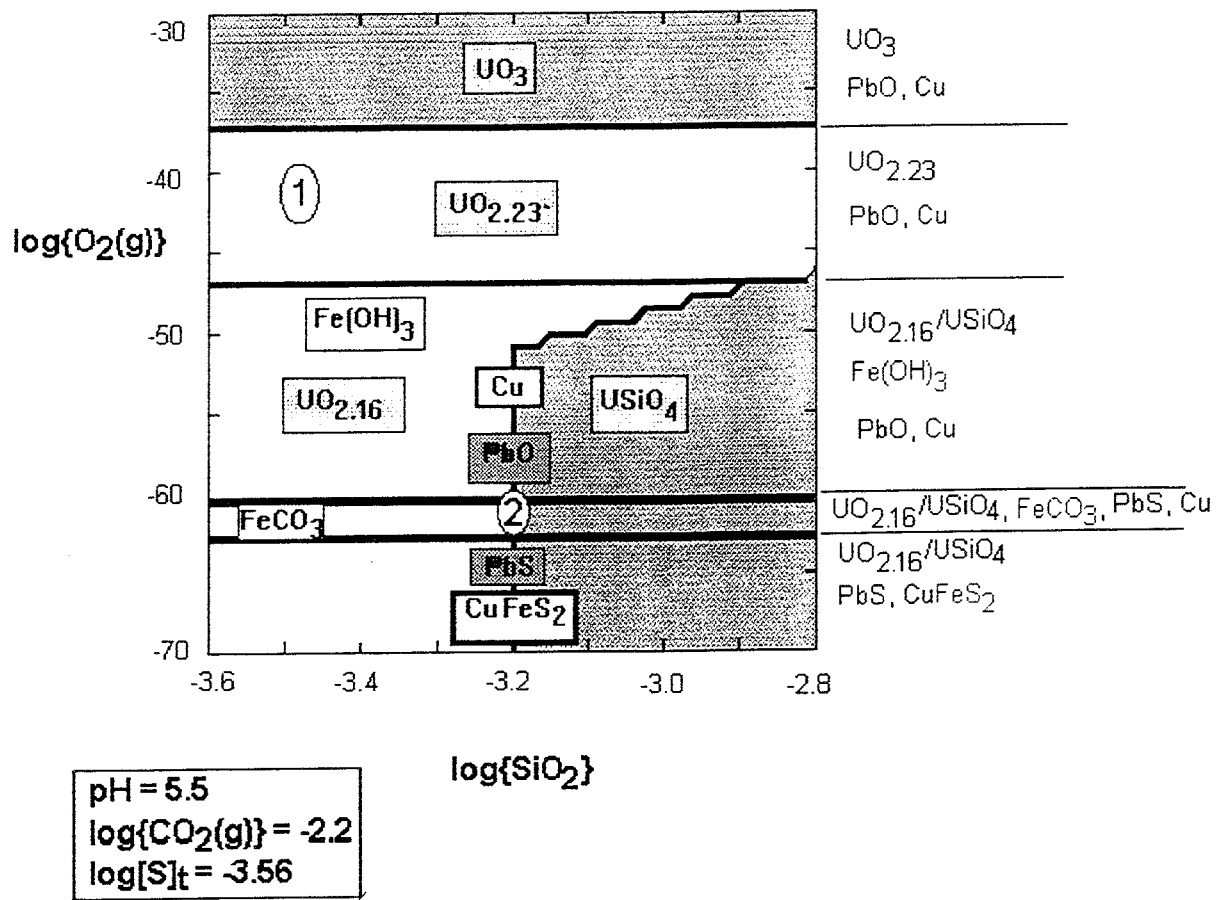 -30
UO3
UO3
PbO, Cu
-40
1
UO2.23
UO2.23
PbO, Cu
log{O2(g)}
-50
Fe(OH)3
UO2.16/USiO4
Fe(OH)3
Cu
UO2.16
USiO4
PbO, Cu
PbO
-60
FeCO3
2
UO2.16/USiO4, FeCO3, PbS, Cu
UO2.16/USiO4
PbS
PbS, CuFeS2
CuFeS2
-70
-3.6 -3.4 -3.2 -3.0 -2.8
log{SiO2}
pH = 5.5
log{CO2(g)} = -2.2
log[S]t = -3.56